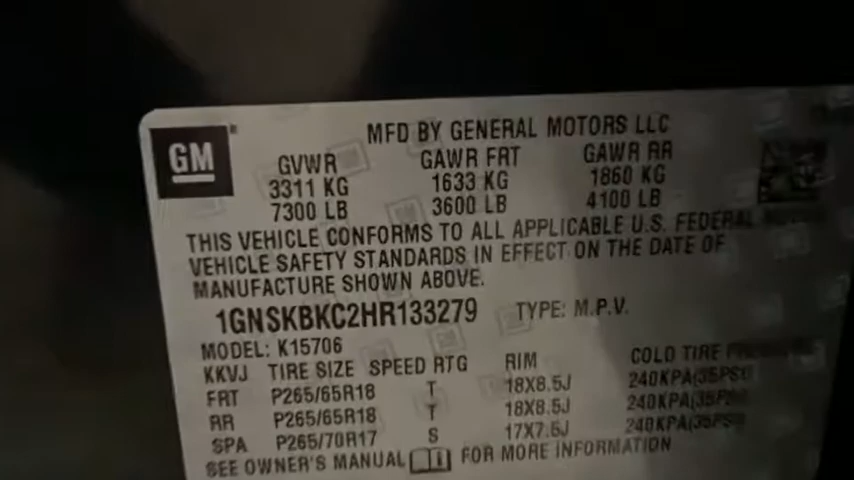 MFD BY GENERAL MOTORS LLC
GM
GVWR GAWR FRT GAWR RR
3311 KG 1633 KG 1860 KG
7300 LB 3600 LB 4100 LB
THIS VEHICLE CONFORMS TO ALL APPLICABLE U.S. FEDERAL
VEHICLE SAFETY STANDARDS IN EFFECT ON THE DATE OF
MANUFACTURE SHOWN ABOVE.
1GNSKBKC2HR133279 TYPE: M.P.V.
MODEL: K15706
KKVJ TIRE SIZE SPEED RTG RIM COLD TIRE
FRT P265/65R18 T 18X8.5J 240KPA(35PSI)
RR P265/65R18 T 18X8.5J 240KPA(35PSI)
SPA P265/70R17 S 17X7.5J 240KPA(35PSI)
SEE OWNER'S MANUAL FOR MORE INFORMATION